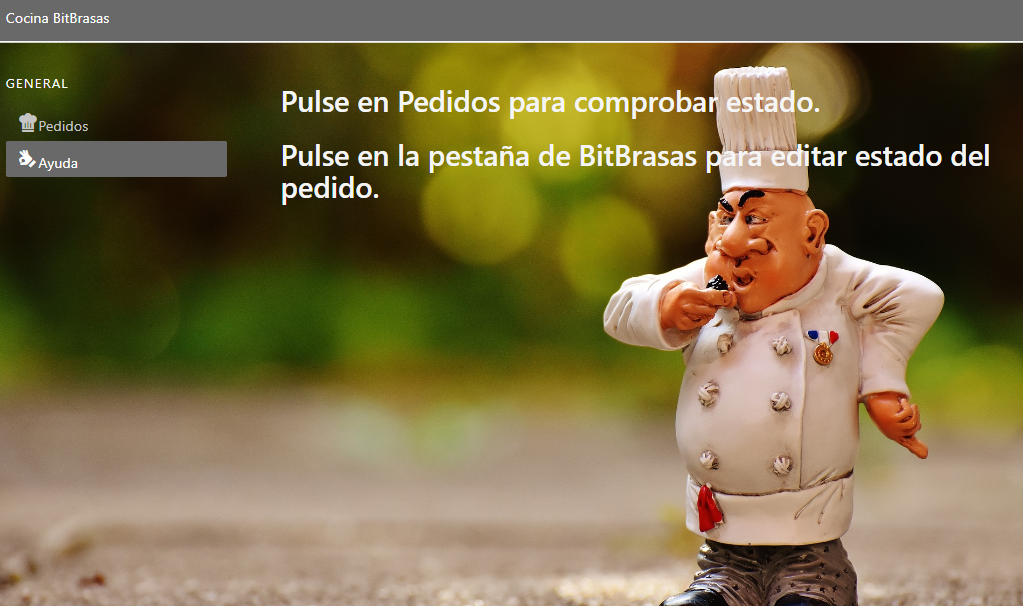 Cocina BitBrasas
GENERAL
Pedidos
Ayuda
Pulse en Pedidos para comprobar estado.
Pulse en la pestaña de BitBrasas para editar estado del
pedido.